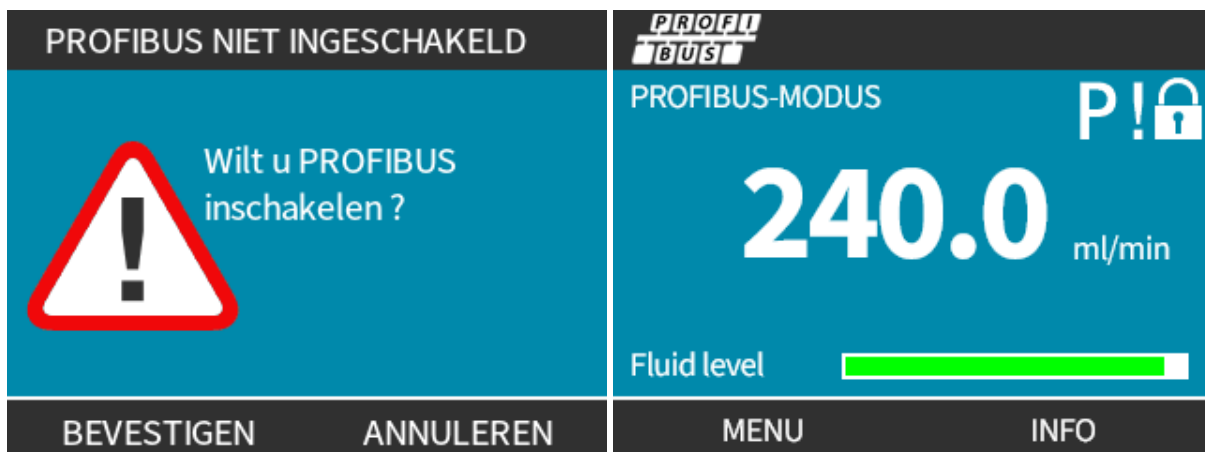 PROFIBUS NIET INGESCHAKELD
Wilt u PROFIBUS
inschakelen ?
!
BEVESTIGEN ANNULEREN
PROFI
BUS
PROFIBUS-MODUS
P!
240.0 ml/min
Fluid level
MENU INFO